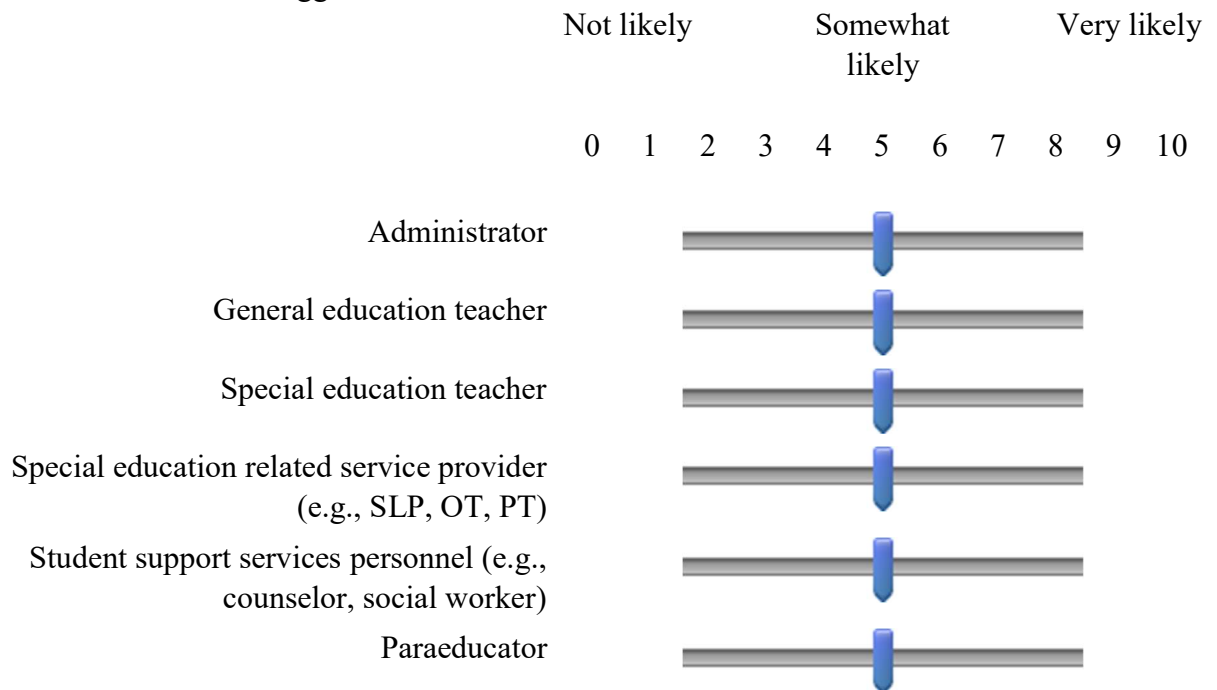 Not likely Somewhat likely Very likely
0 1 2 3 4 5 6 7 8 9 10
Administrator
General education teacher
Special education teacher
Special education related service provider
(e.g., SLP, OT, PT)
Student support services personnel (e.g.,
counselor, social worker)
Paraeducator